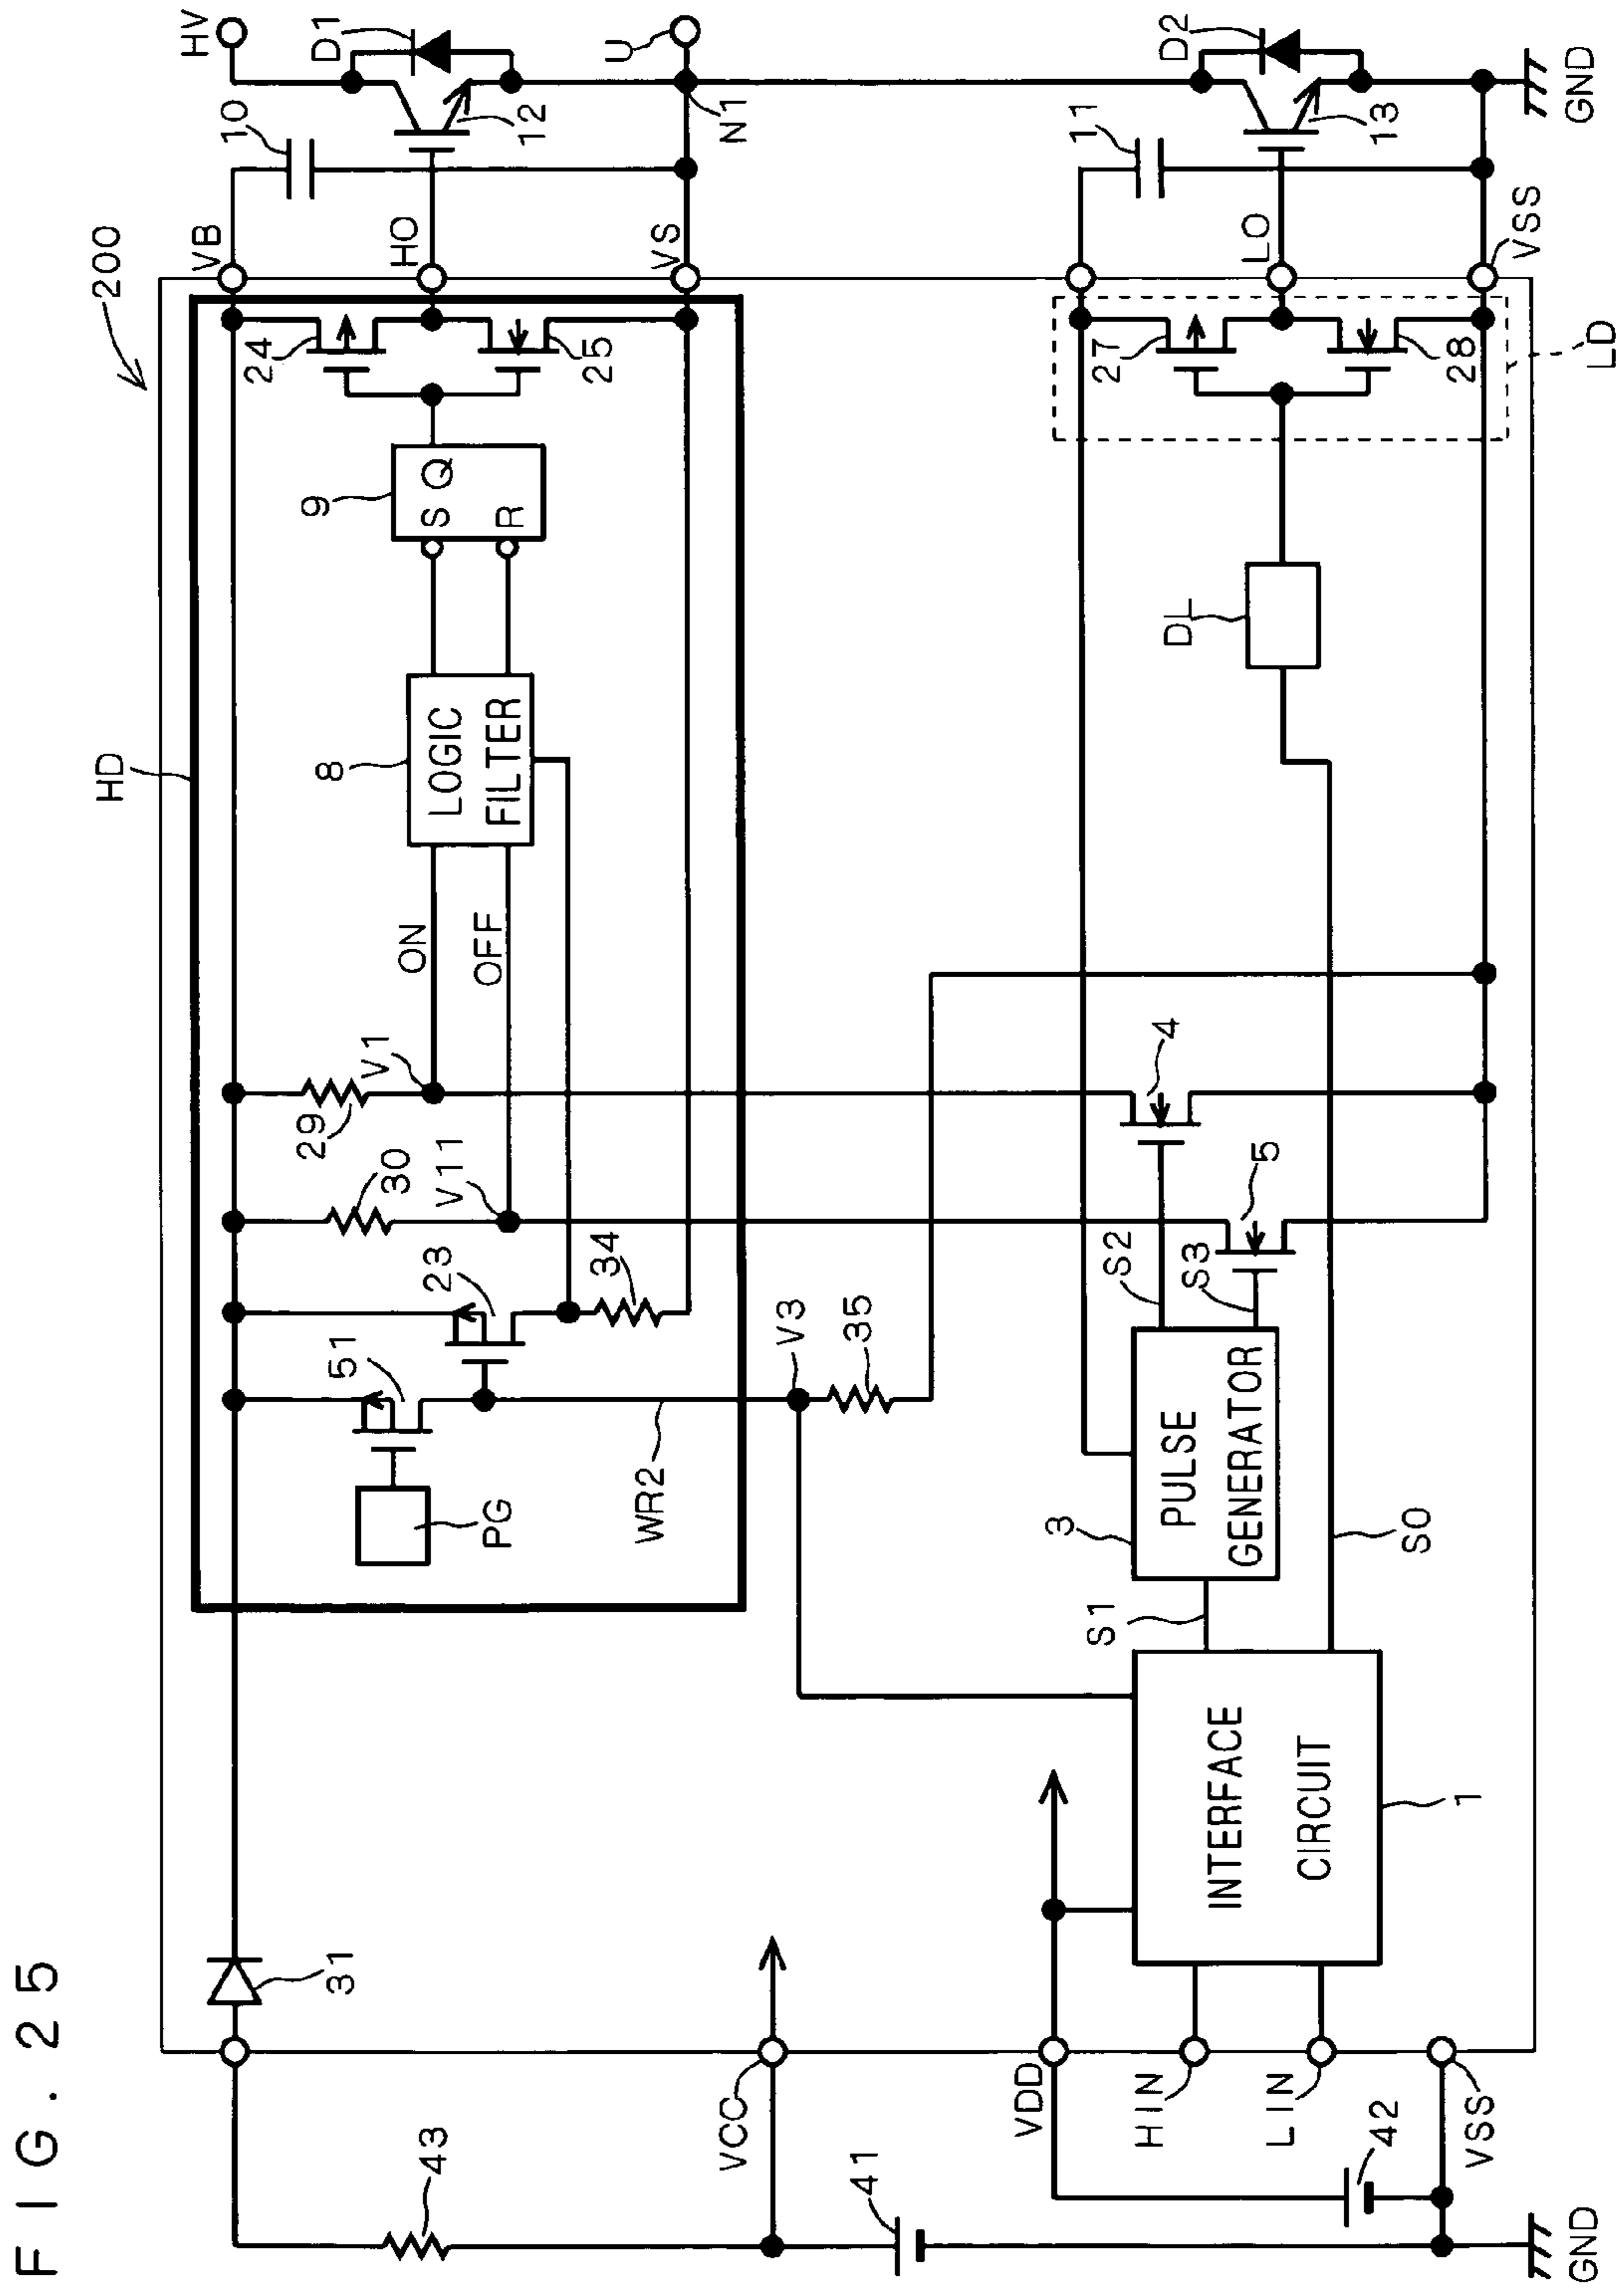 FIG. 25
200
HD
HV
D1
10
12
U
N1
VB
HO
VS
24
25
9
S Q
R
8
LOGIC
FILTER
ON
OFF
V1
29
30
V11
23
34
51
PG
WR2
V3
35
31
43
VCC
41
VDD
HIN
LIN
42
VSS
GND
INTERFACE
CIRCUIT
1
S1
S0
3
PULSE
GENERATOR
S2
S3
4
5
DL
27
28
LD
LO
VSS
11
D2
13
GND